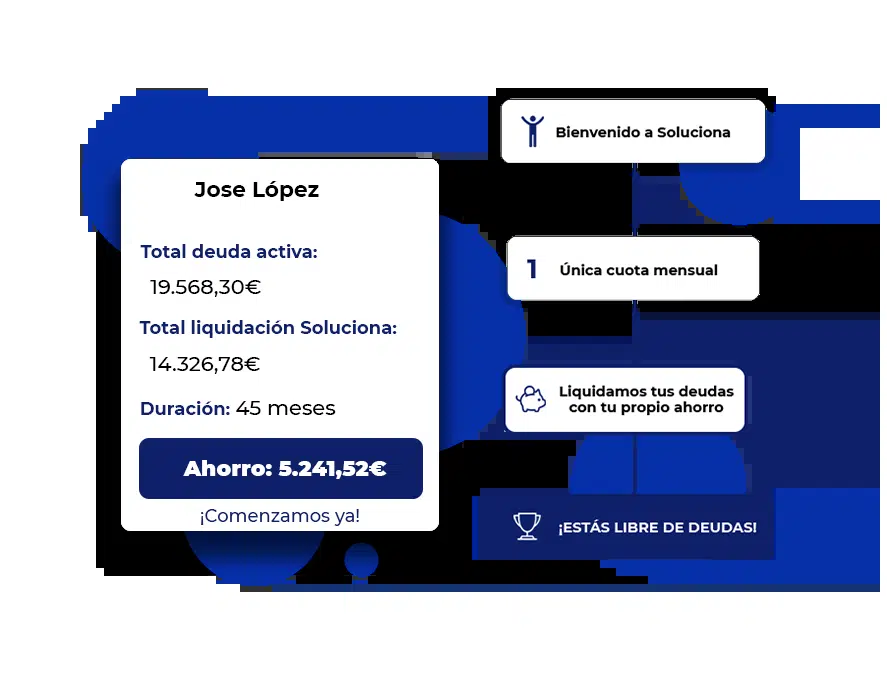 Jose López
Total deuda activa:
19.568,30€
Total liquidación Soluciona:
14.326,78€
Duración: 45 meses
Ahorro: 5.241,52€
¡Comenzamos ya!
Bienvenido a Soluciona
1 Única cuota mensual
Liquidamos tus deudas
con tu propio ahorro
¡ESTÁS LIBRE DE DEUDAS!